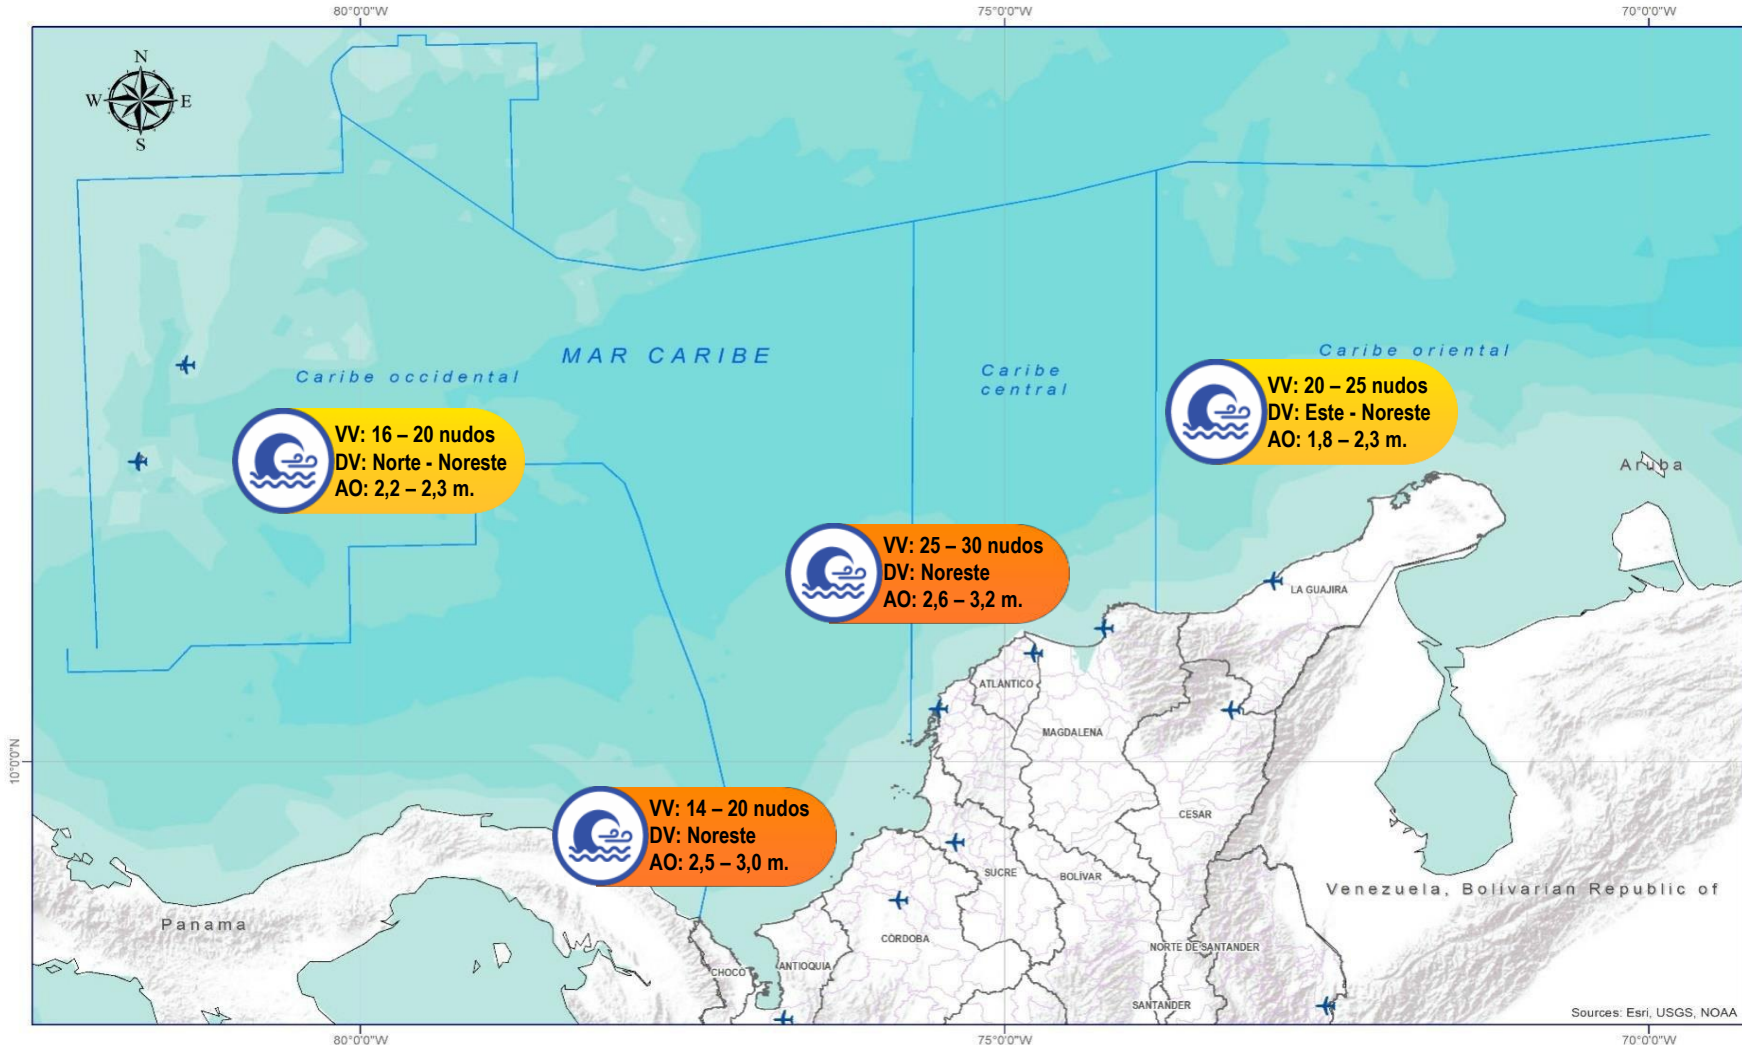 80°0'0"W
75°0'0"W
70°0'0"W
N
W
E
S
MAR CARIBE
Caribe occidental
Caribe
central
Caribe oriental
VV: 20 – 25 nudos
DV: Este - Noreste
AO: 1,8 – 2,3 m.
VV: 16 – 20 nudos
DV: Norte - Noreste
AO: 2,2 – 2,3 m.
Aruba
VV: 25 – 30 nudos
DV: Noreste
AO: 2,6 – 3,2 m.
LA GUAJIRA
ATLÁNTICO
MAGDALENA
10°0'0"N
CESAR
VV: 14 – 20 nudos
DV: Noreste
AO: 2,5 – 3,0 m.
SUCRE
BOLÍVAR
Venezuela, Bolivarian Republic of
Panama
CÓRDOBA
NORTE DE SANTANDER
CHOCÓ
ANTIOQUIA
SANTANDER
Sources: Esri, USGS, NOAA
80°0'0"W
75°0'0"W
70°0'0"W